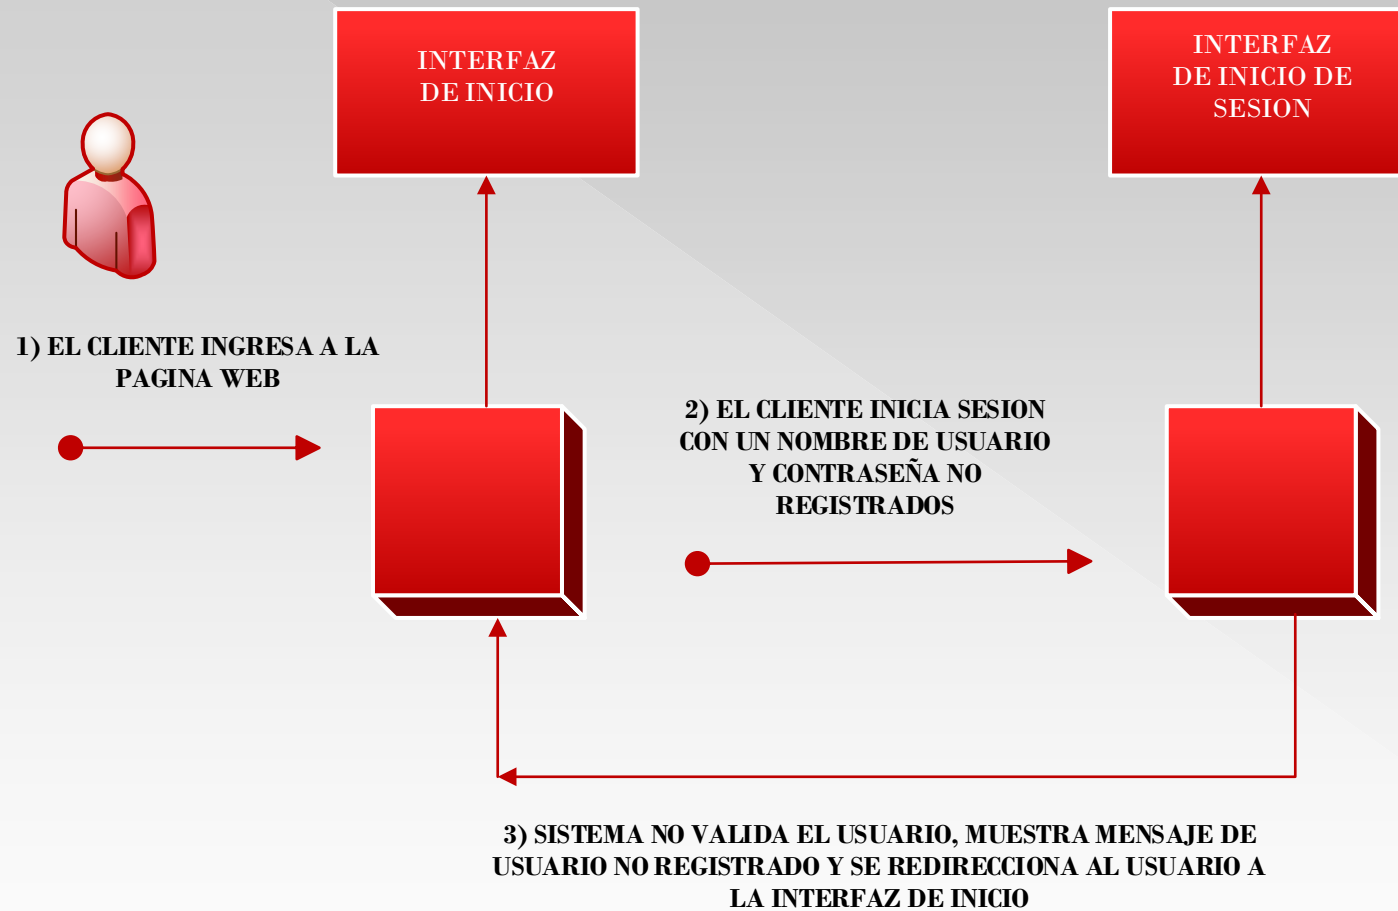 INTERFAZ
DE INICIO
INTERFAZ
DE INICIO DE
SESION
1) EL CLIENTE INGRESA A LA
PAGINA WEB
2) EL CLIENTE INICIA SESION
CON UN NOMBRE DE USUARIO
Y CONTRASEÑA NO
REGISTRADOS
3) SISTEMA NO VALIDA EL USUARIO, MUESTRA MENSAJE DE
USUARIO NO REGISTRADO Y SE REDIRECCIONA AL USUARIO A
LA INTERFAZ DE INICIO